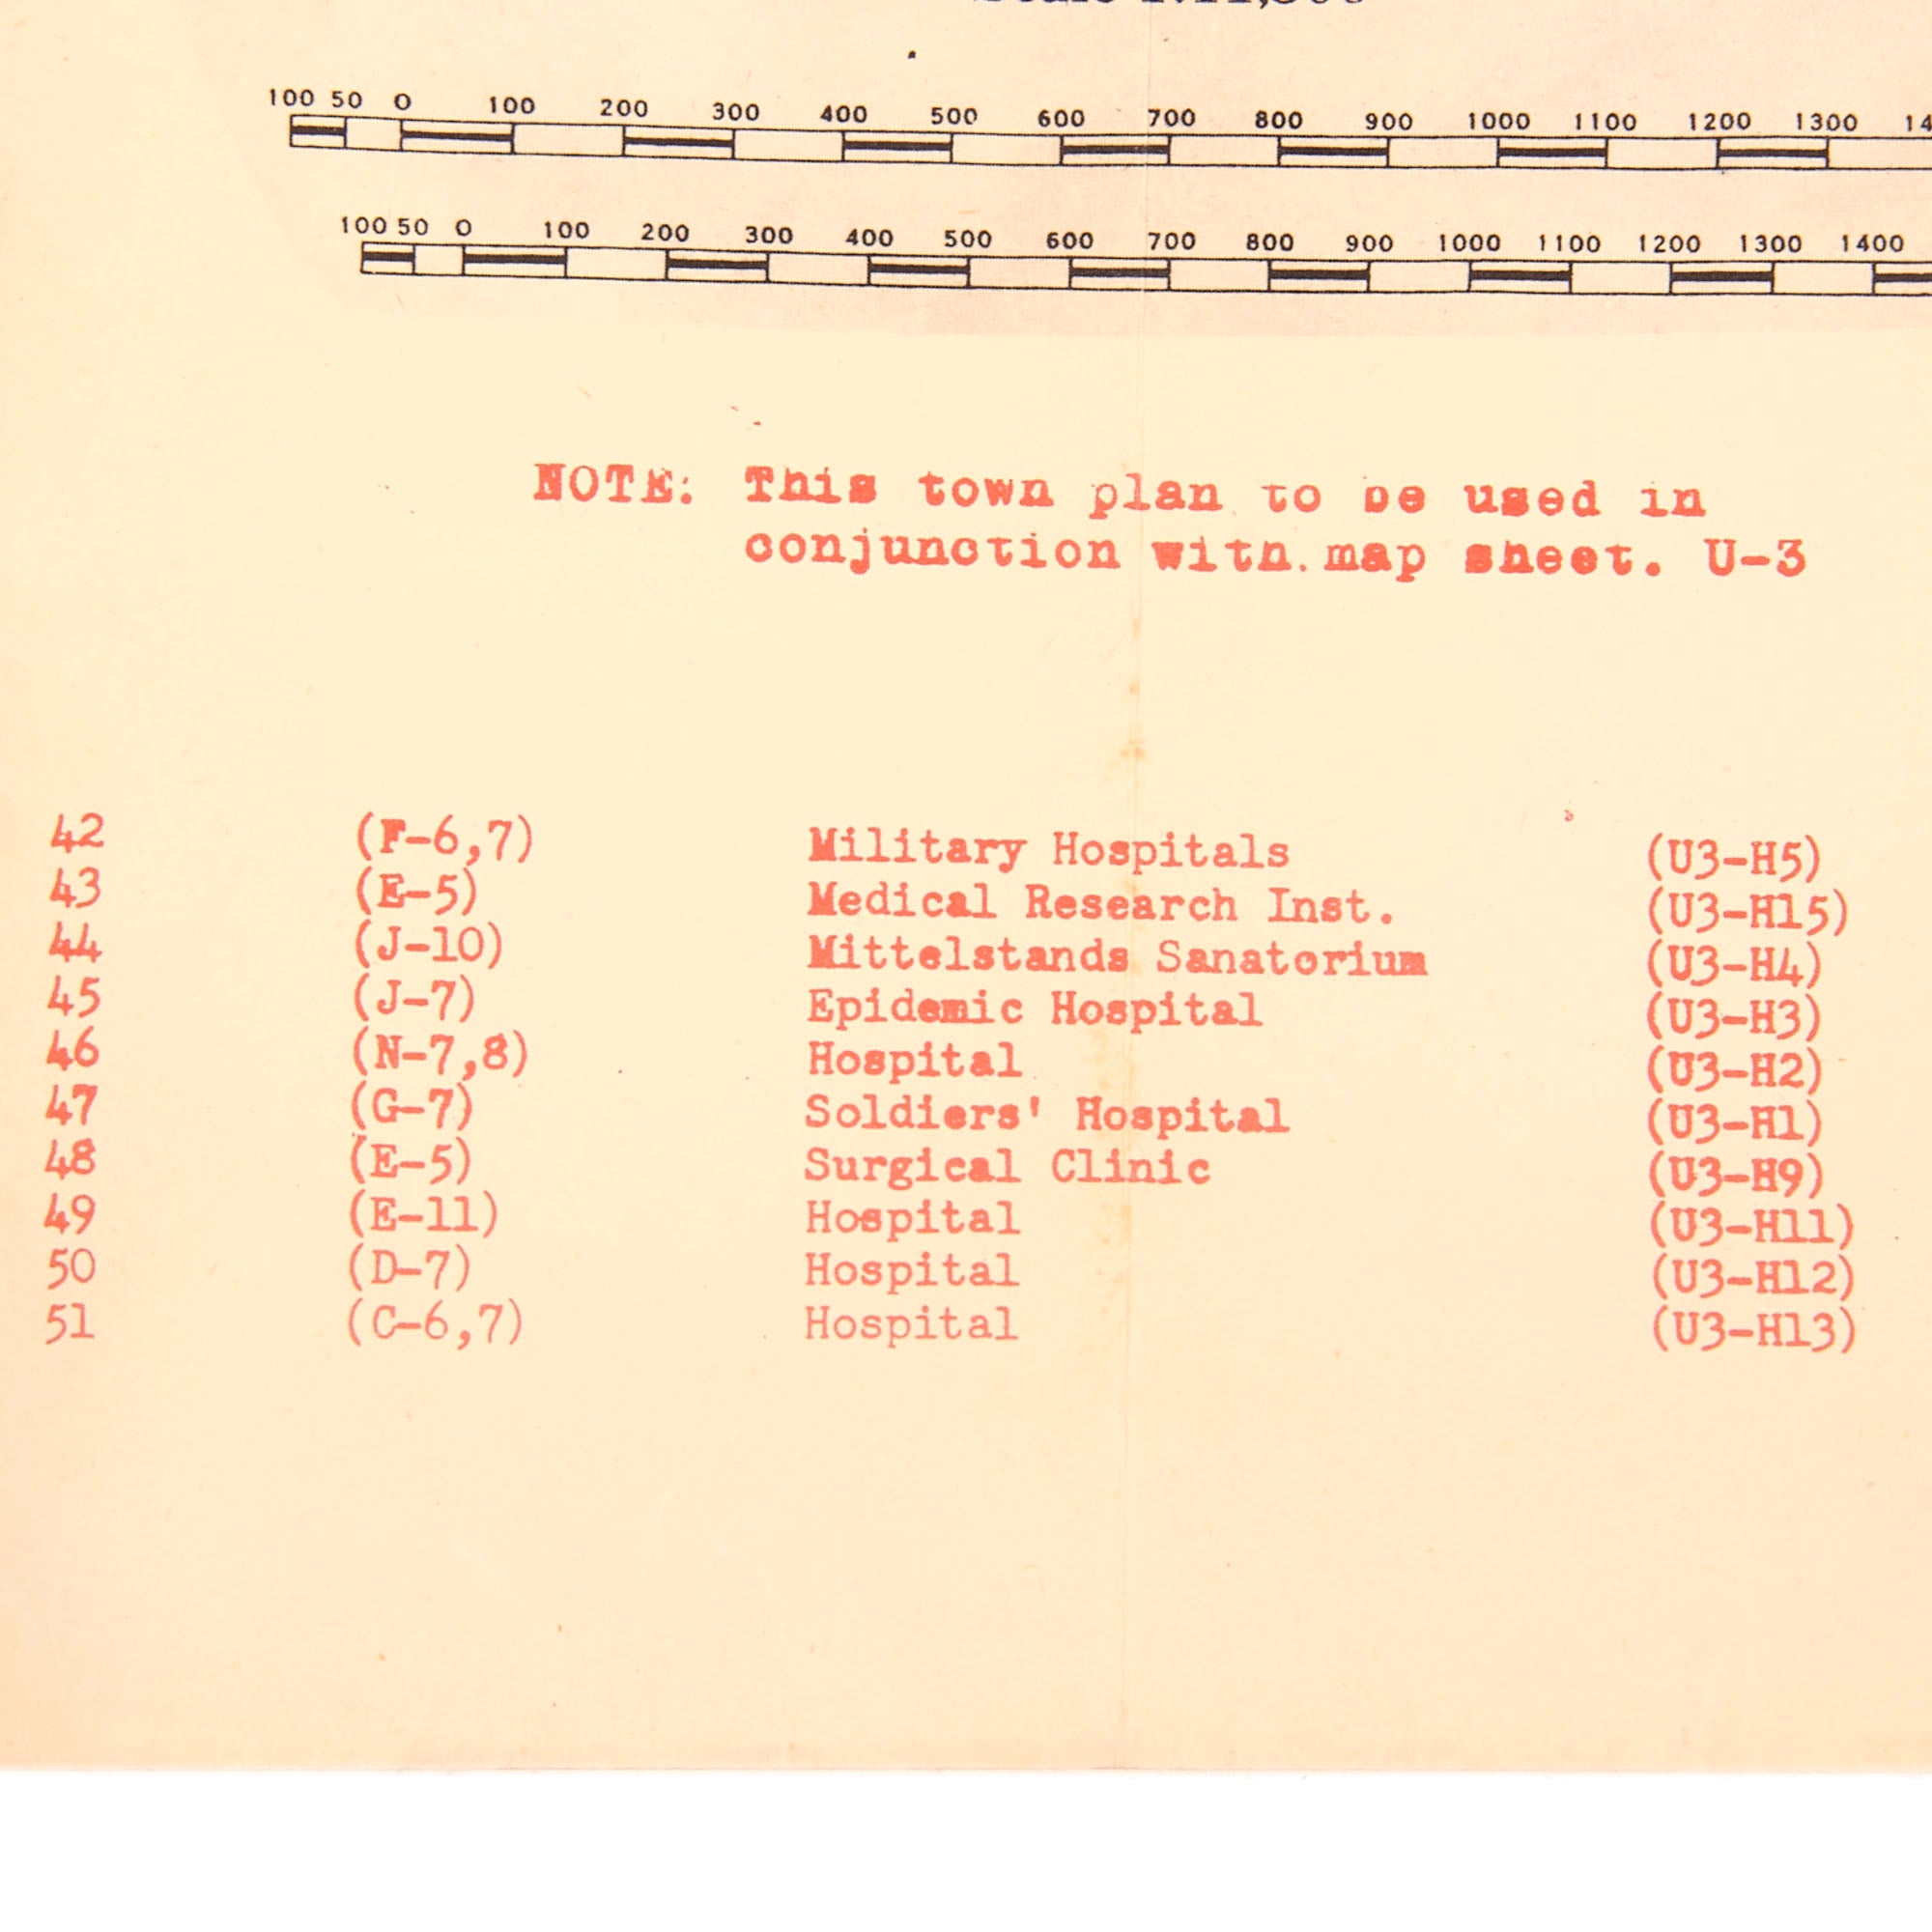 100 50 0 100 200 300 400 500 600 700 800 900 1000 1100 1200 1300
100 50 0 100 200 300 400 500 600 700 800 900 1000 1100 1200 1300 1400
NOTE: This town plan to be used in
conjunction with map sheet. U-3
42 (F-6,7) Military Hospitals (U3-H5)
43 (E-5) Medical Research Inst. (U3-H15)
44 (J-10) Mittelstands Sanatorium (U3-H4)
45 (J-7) Epidemic Hospital (U3-H3)
46 (N-7,8) Hospital (U3-H2)
47 (G-7) Soldiers' Hospital (U3-H1)
48 (E-5) Surgical Clinic (U3-H9)
49 (E-11) Hospital (U3-H11)
50 (D-7) Hospital (U3-H12)
51 (C-6,7) Hospital (U3-H13)